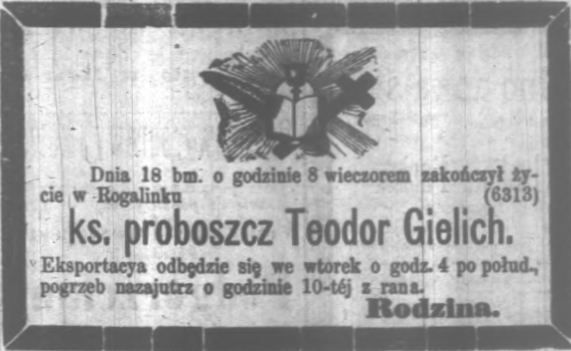 Dnia 18 bm. o godzinie 8 wieczorem zakończył ży-
cie w Rogalinku (6313)
ks. proboszcz Teodor Gielich.
Eksportacya odbędzie się we wtorek o godz. 4 po połud.,
pogrzeb nazajutrz o godzinie 10-téj z rana.
Rodzina.